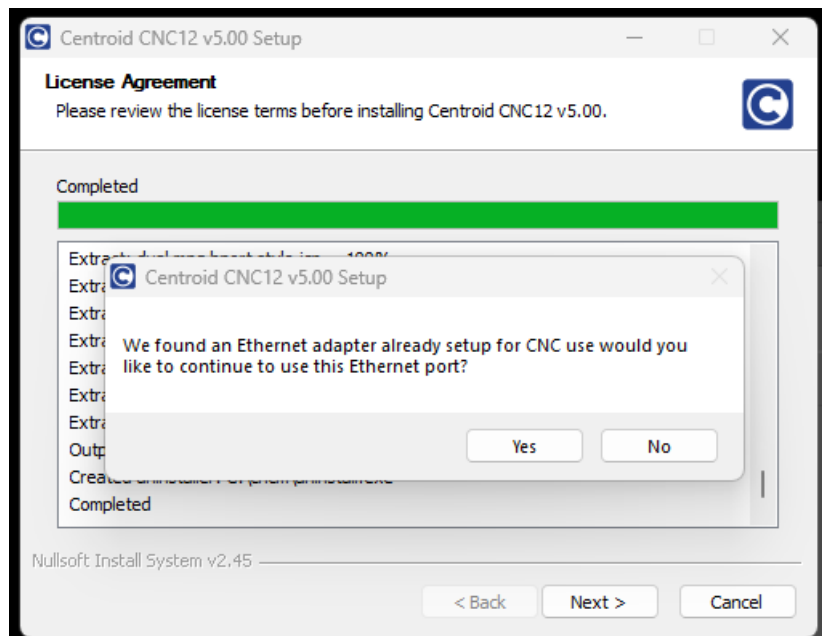 Centroid CNC12 v5.00 Setup
License Agreement
Please review the license terms before installing Centroid CNC12 v5.00.
Completed
Centroid CNC12 v5.00 Setup
We found an Ethernet adapter already setup for CNC use would you
like to continue to use this Ethernet port?
Yes No
Completed
Nullsoft Install System v2.45
< Back Next > Cancel